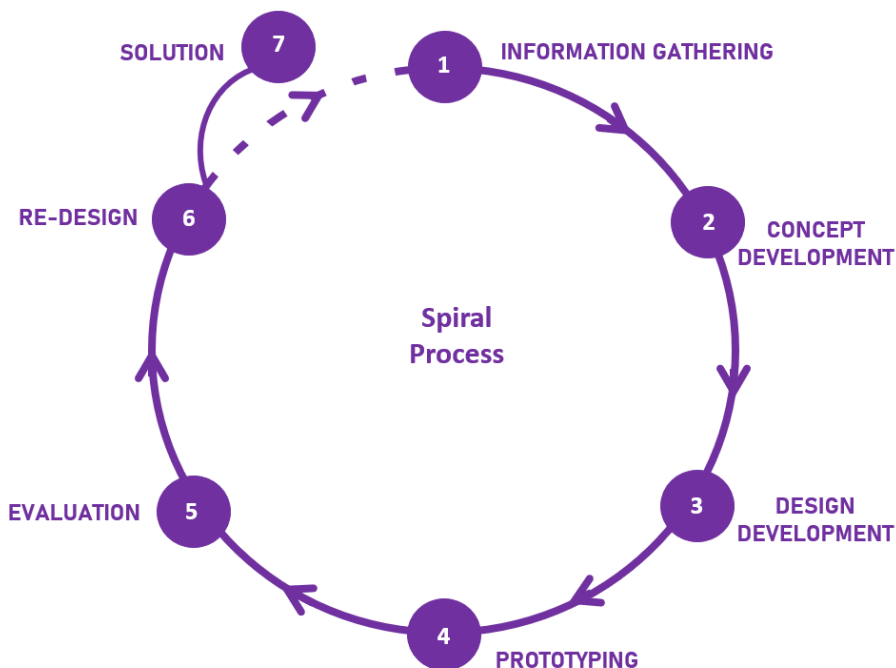 7
SOLUTION
1
INFORMATION GATHERING
RE-DESIGN
6
2
CONCEPT
DEVELOPMENT
Spiral
Process
EVALUATION
5
3
DESIGN
DEVELOPMENT
4
PROTOTYPING